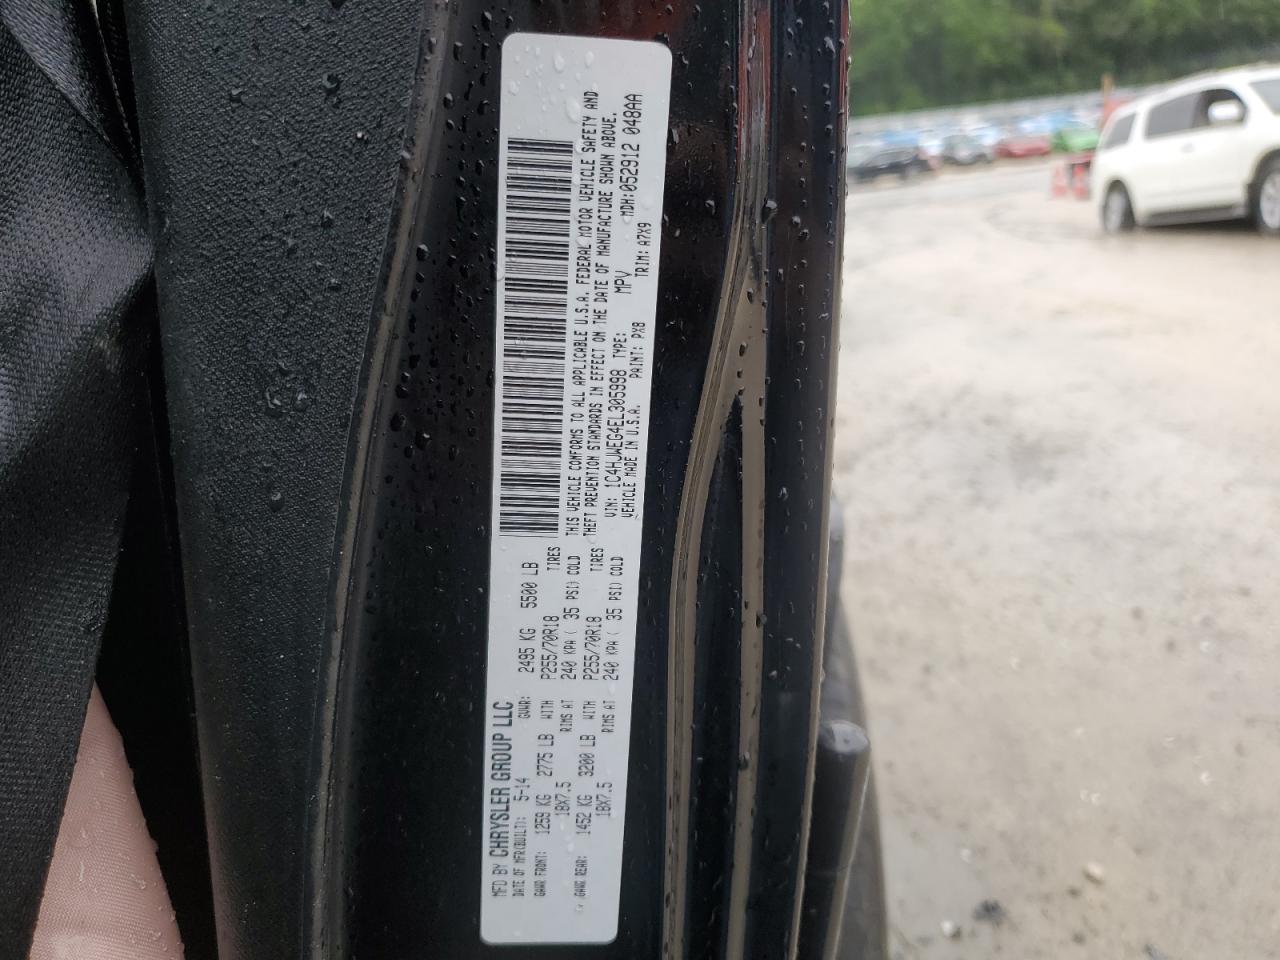 MFD BY CHRYSLER GROUP LLC
DATE OF MFR(BUILT): 5-14 GVWR: 2495 KG 5500 LB
GAWR FRONT: 1259 KG 2775 LB WITH P255/70R18 TIRES
18X7.5 RIMS AT 240 KPA ( 35 PSI) COLD
GAWR REAR: 1452 KG 3200 LB WITH P255/70R18 TIRES
18X7.5 RIMS AT 240 KPA ( 35 PSI) COLD
THIS VEHICLE CONFORMS TO ALL APPLICABLE U.S.A. FEDERAL MOTOR VEHICLE SAFETY AND
THEFT PREVENTION STANDARDS IN EFFECT ON THE DATE OF MANUFACTURE SHOWN ABOVE.
VIN: 1C4HJWEG4EL305998 TYPE: MPV MDH:052912 048AA
VEHICLE MADE IN U.S.A. PAINT: PX8 TRIM: A7X9